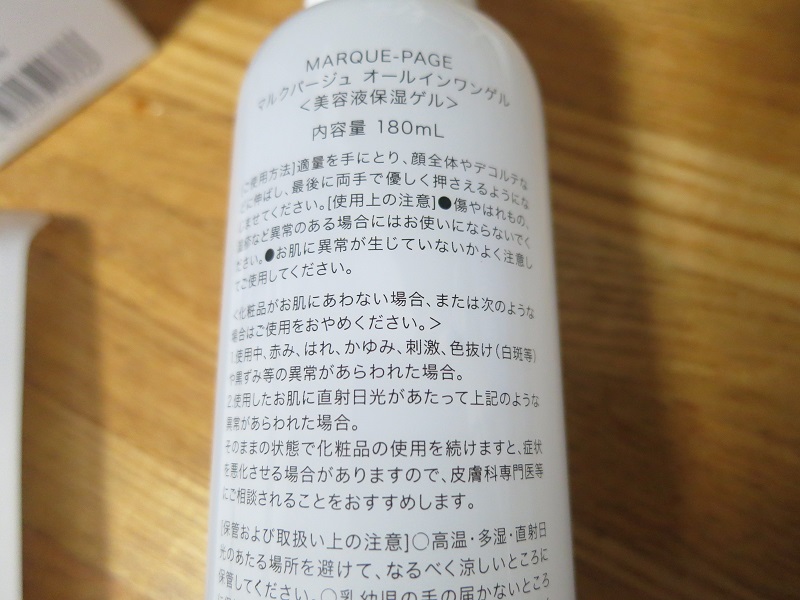 MARQUE-PAGE
マルクパージュ オールインワンゲル
<美容液保湿ゲル>
内容量 180mL
ご使用方法]適量を手にとり、顔全体やデコルテな
に伸ばし、最後に両手で優しく押さえるようにな
ませてください。[使用上の注意]●傷やはれもの、
など異常のある場合にはお使いにならないでく
ださい。●お肌に異常が生じていないかよく注意し
てご使用してください。
<化粧品がお肌にあわない場合、または次のような
場合はご使用をおやめください。>
1.使用中、赤み、はれ、かゆみ、刺激、色抜け(白斑等)
や黒ずみ等の異常があらわれた場合。
2.使用したお肌に直射日光があたって上記のような
異常があらわれた場合。
そのままの状態で化粧品の使用を続けますと、症状
を悪化させる場合がありますので、皮膚科専門医等
にご相談されることをおすすめします。
[保管および取扱い上の注意]○高温・多湿・直射日
光のあたる場所を避けて、なるべく涼しいところに
保管してください。○乳幼児の手の届かないところ